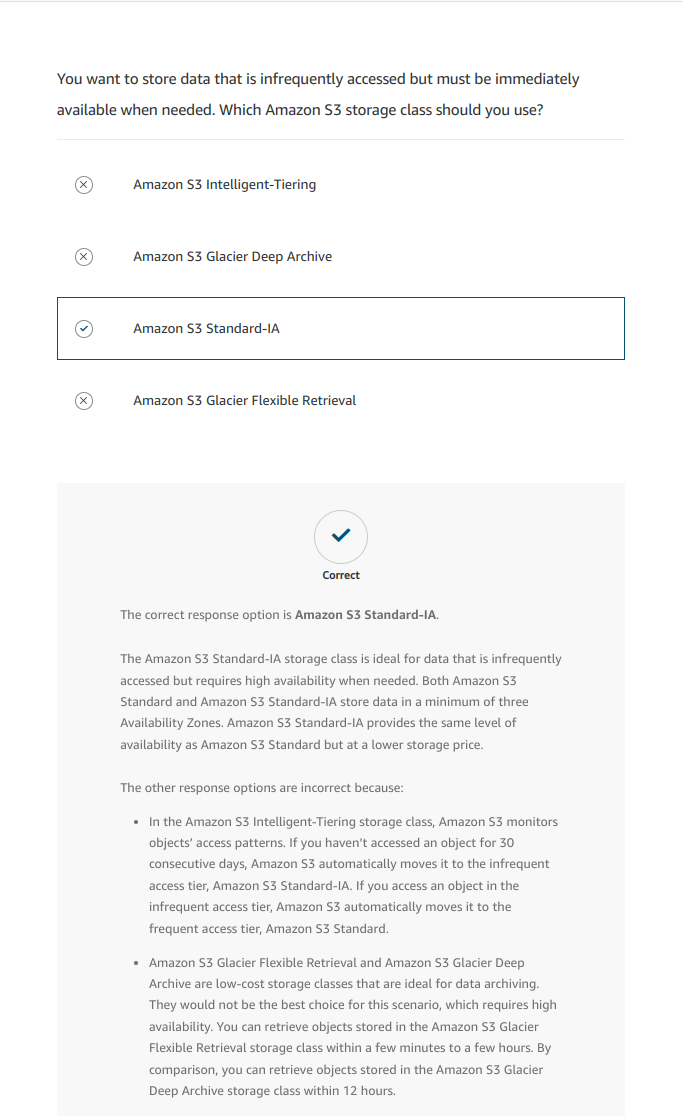 You want to store data that is infrequently accessed but must be immediately
available when needed. Which Amazon S3 storage class should you use?
Amazon S3 Intelligent-Tiering
Amazon S3 Glacier Deep Archive
Amazon S3 Standard-IA
Amazon S3 Glacier Flexible Retrieval
Correct
The correct response option is Amazon S3 Standard-IA.
The Amazon S3 Standard-IA storage class is ideal for data that is infrequently
accessed but requires high availability when needed. Both Amazon S3
Standard and Amazon S3 Standard-IA store data in a minimum of three
Availability Zones. Amazon S3 Standard-IA provides the same level of
availability as Amazon S3 Standard but at a lower storage price.
The other response options are incorrect because:
• In the Amazon S3 Intelligent-Tiering storage class, Amazon S3 monitors
objects’ access patterns. If you haven’t accessed an object for 30
consecutive days, Amazon S3 automatically moves it to the infrequent
access tier, Amazon S3 Standard-IA. If you access an object in the
infrequent access tier, Amazon S3 automatically moves it to the
frequent access tier, Amazon S3 Standard.
• Amazon S3 Glacier Flexible Retrieval and Amazon S3 Glacier Deep
Archive are low-cost storage classes that are ideal for data archiving.
They would not be the best choice for this scenario, which requires high
availability. You can retrieve objects stored in the Amazon S3 Glacier
Flexible Retrieval storage class within a few minutes to a few hours. By
comparison, you can retrieve objects stored in the Amazon S3 Glacier
Deep Archive storage class within 12 hours.